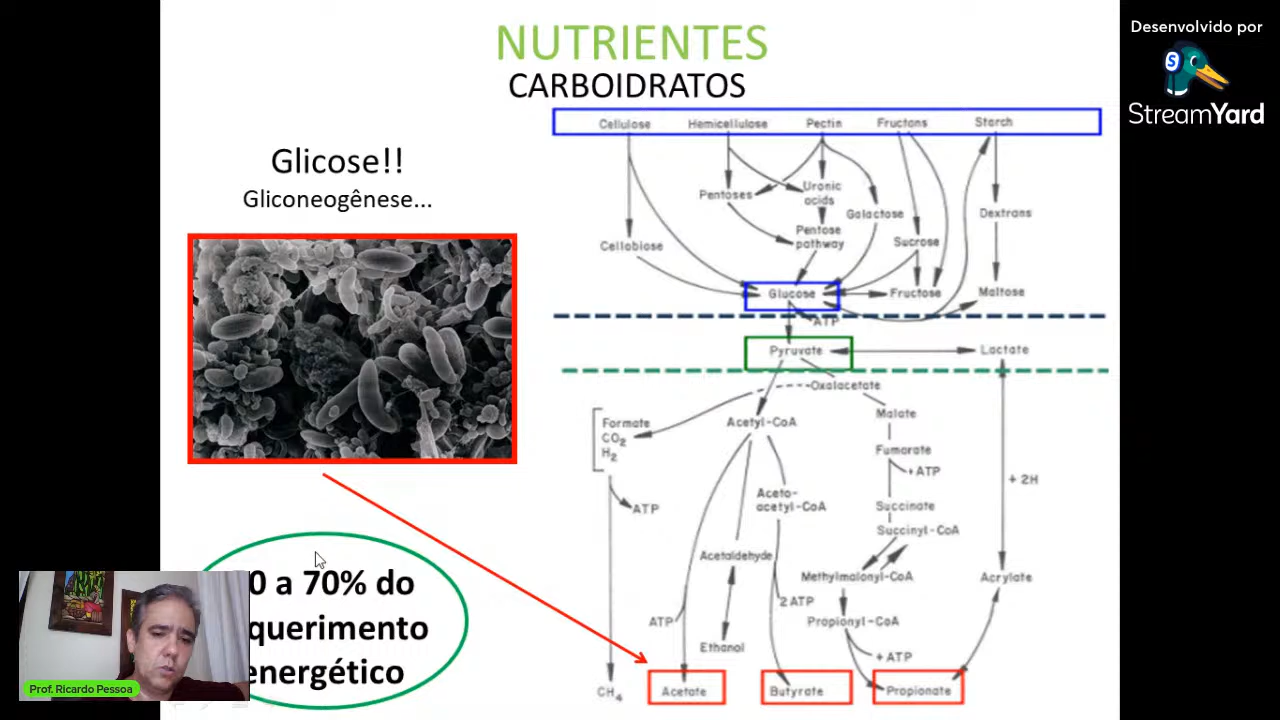 NUTRIENTES
CARBOIDRATOS
Desenvolvido por
StreamYard
Glicose!!
Gliconeogênese...
Cellulose Hemicellulose Pectin Fructans Starch
Pentoses
Uronic
acids
Galactose
Dextrans
Pentose
pathway
Cellobiose
Sucrose
Glucose
Fructose
Maltose
ATP
Pyruvate
Lactate
Oxalacetate
Formate
CO2
H2
Acetyl-CoA
Malate
Fumarate
+ATP
+ 2H
ATP
Aceto-
acetyl-CoA
Succinate
Succinyl-CoA
Acetaldehyde
Methylmalonyl-CoA
Acrylate
2 ATP
ATP
Propionyl-CoA
Ethanol
+ ATP
CH4
Acetate
Butyrate
Propionate
0 a 70% do
querimento
energético
Prof. Ricardo Pessoa